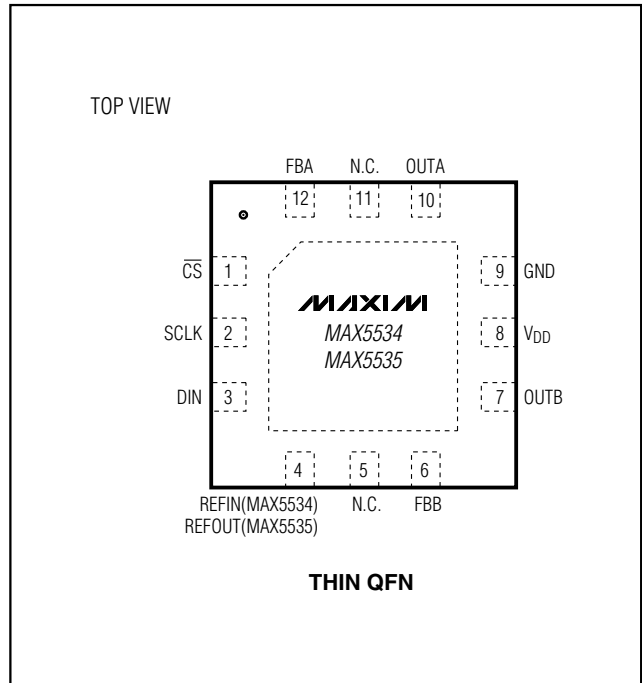 TOP VIEW
FBA N.C. OUTA
12 11 10
C̅S̅ 1 9 GND
MAXIM
SCLK 2 MAX5534 8 VDD
MAX5535
DIN 3 7 OUTB
4 5 6
REFIN(MAX5534) N.C. FBB
REFOUT(MAX5535)
THIN QFN